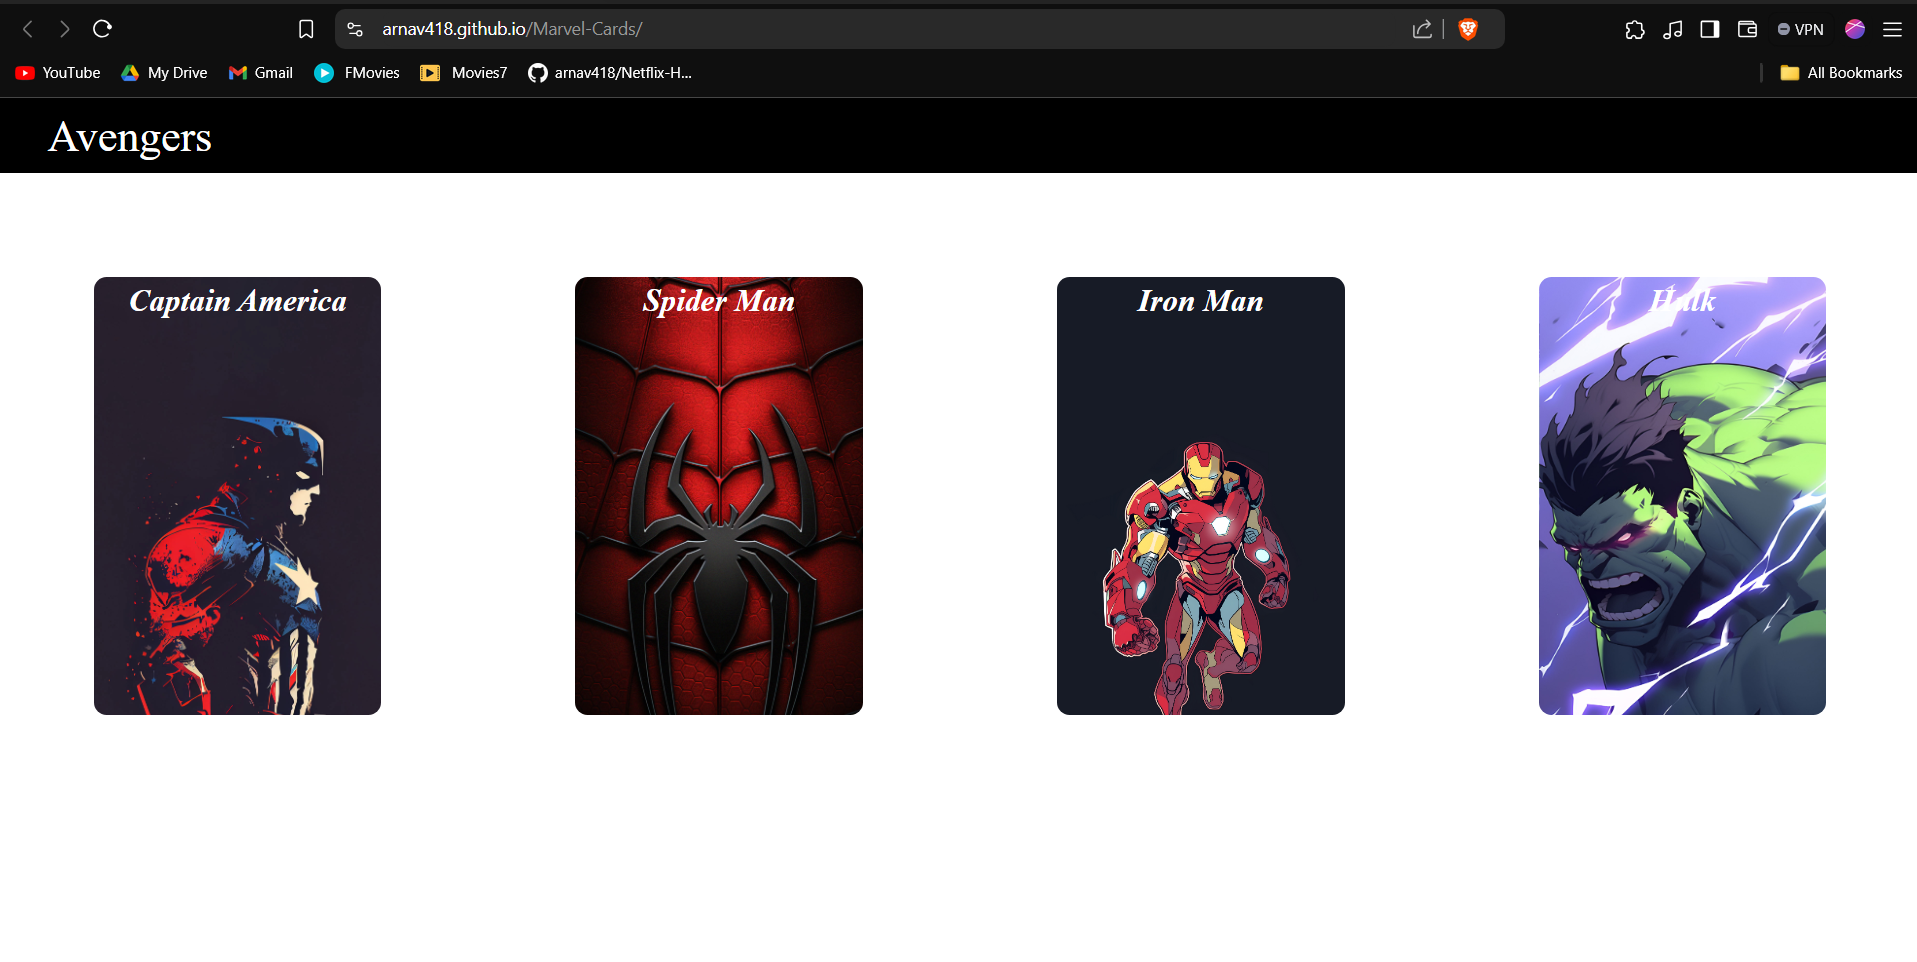 arnav418.github.io/Marvel-Cards/
VPN
YouTube
My Drive
Gmail
FMovies
Movies7
arnav418/Netflix-H...
All Bookmarks
Avengers
Captain America
Spider Man
Iron Man
Hulk